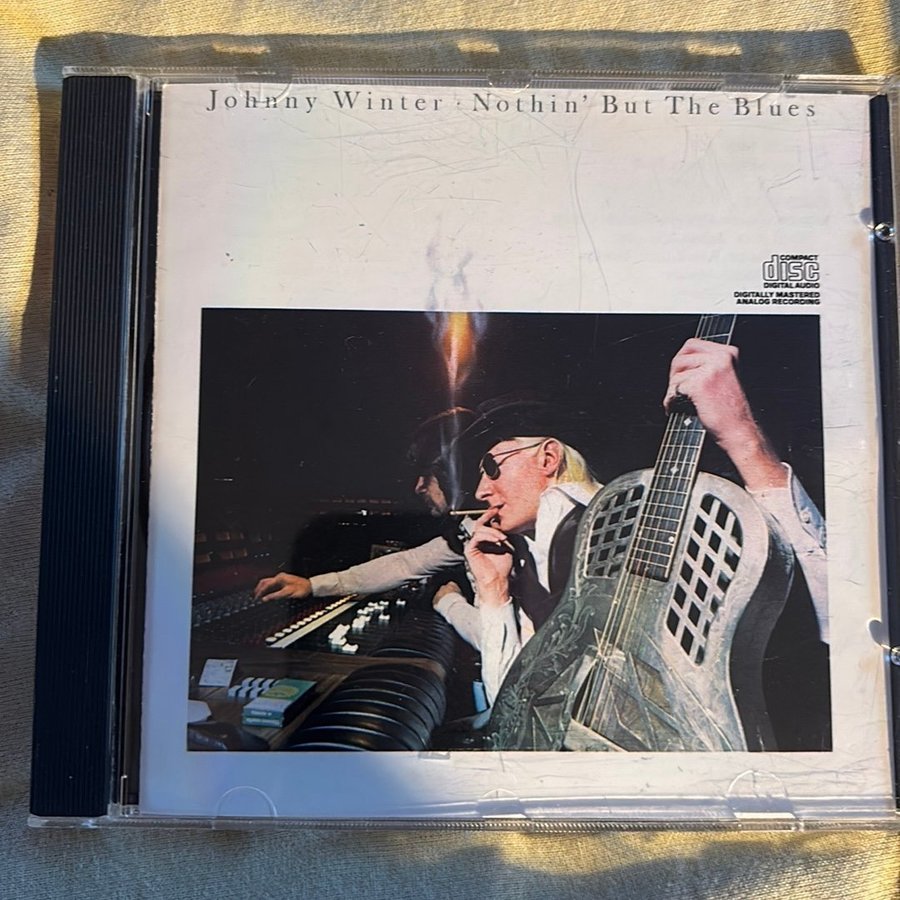 Johnny Winter · Nothin' But The Blues
COMPACT
disc
DIGITAL AUDIO
DIGITALLY MASTERED
ANALOG RECORDING